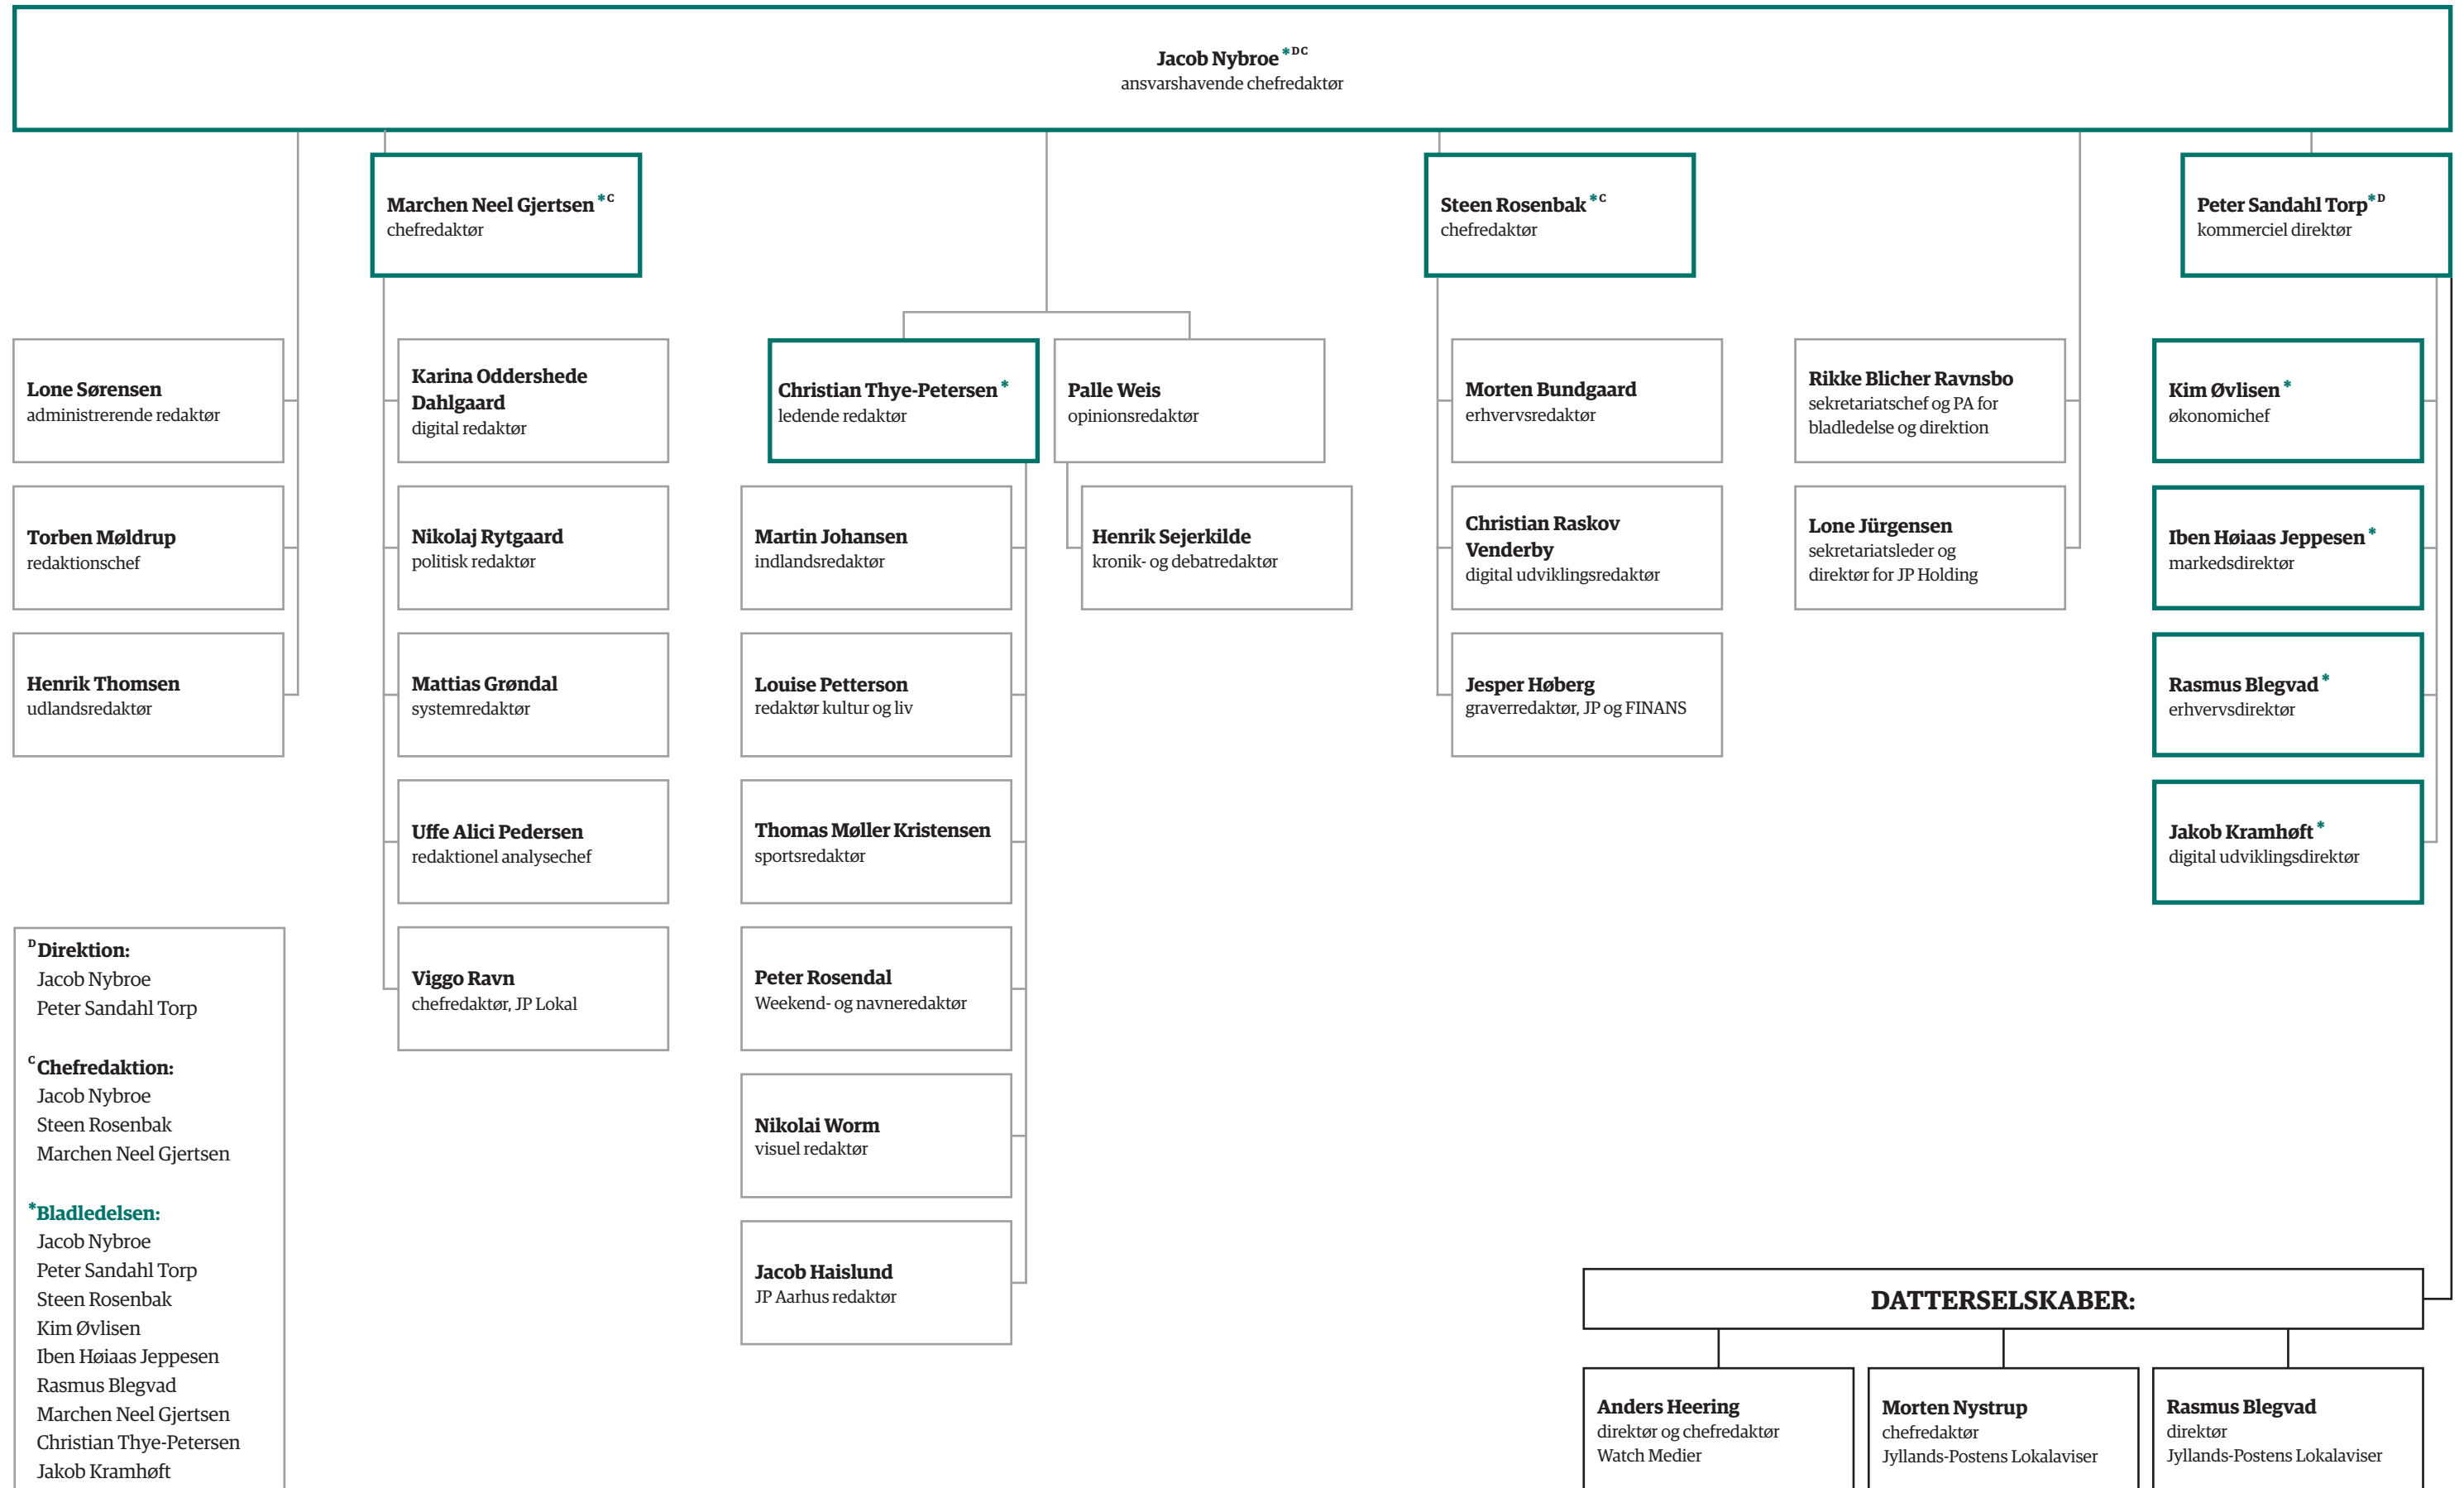 Jacob Nybroe *DC
ansvarshavende chefredaktør
Marchen Neel Gjertsen *C
chefredaktør
Steen Rosenbak *C
chefredaktør
Peter Sandahl Torp*D
kommerciel direktør
Lone Sørensen
administrerende redaktør
Torben Møldrup
redaktionschef
Henrik Thomsen
udlandsredaktør
Karina Oddershede
Dahlgaard
digital redaktør
Nikolaj Rytgaard
politisk redaktør
Mattias Grøndal
systemredaktør
Uffe Alici Pedersen
redaktionel analysechef
Viggo Ravn
chefredaktør, JP Lokal
Christian Thye-Petersen *
ledende redaktør
Martin Johansen
indlandsredaktør
Louise Petterson
redaktør kultur og liv
Thomas Møller Kristensen
sportsredaktør
Peter Rosendal
Weekend- og navneredaktør
Nikolai Worm
visuel redaktør
Jacob Haislund
JP Aarhus redaktør
Palle Weis
opinionsredaktør
Henrik Sejerkilde
kronik- og debatredaktør
Morten Bundgaard
erhvervsredaktør
Christian Raskov
Venderby
digital udviklingsredaktør
Jesper Høberg
graverredaktør, JP og FINANS
Rikke Blicher Ravnsbo
sekretariatschef og PA for
bladledelse og direktion
Lone Jürgensen
sekretariatsleder og
direktør for JP Holding
Kim Øvlisen *
økonomichef
Iben Høiaas Jeppesen *
markedsdirektør
Rasmus Blegvad *
erhvervsdirektør
Jakob Kramhøft *
digital udviklingsdirektør
D Direktion:
Jacob Nybroe
Peter Sandahl Torp
C Chefredaktion:
Jacob Nybroe
Steen Rosenbak
Marchen Neel Gjertsen
*Bladledelsen:
Jacob Nybroe
Peter Sandahl Torp
Steen Rosenbak
Kim Øvlisen
Iben Høiaas Jeppesen
Rasmus Blegvad
Marchen Neel Gjertsen
Christian Thye-Petersen
Jakob Kramhøft
DATTERSELSKABER:
Anders Heering
direktør og chefredaktør
Watch Medier
Morten Nystrup
chefredaktør
Jyllands-Postens Lokalaviser
Rasmus Blegvad
direktør
Jyllands-Postens Lokalaviser